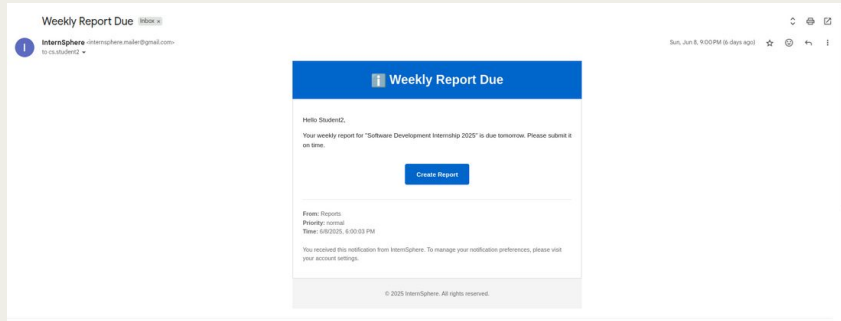 Weekly Report Due Inbox x
I
InternSphere <internsphere.mailer@gmail.com>
Sun, Jun 8, 9:00 PM (6 days ago)
to cs.student2
i Weekly Report Due
Hello Student2,
Your weekly report for "Software Development Internship 2025" is due tomorrow. Please submit it
on time.
Create Report
From: Reports
Priority: normal
Time: 6/8/2025, 6:00:03 PM
You received this notification from InternSphere. To manage your notification preferences, please visit
your account settings.
© 2025 InternSphere. All rights reserved.